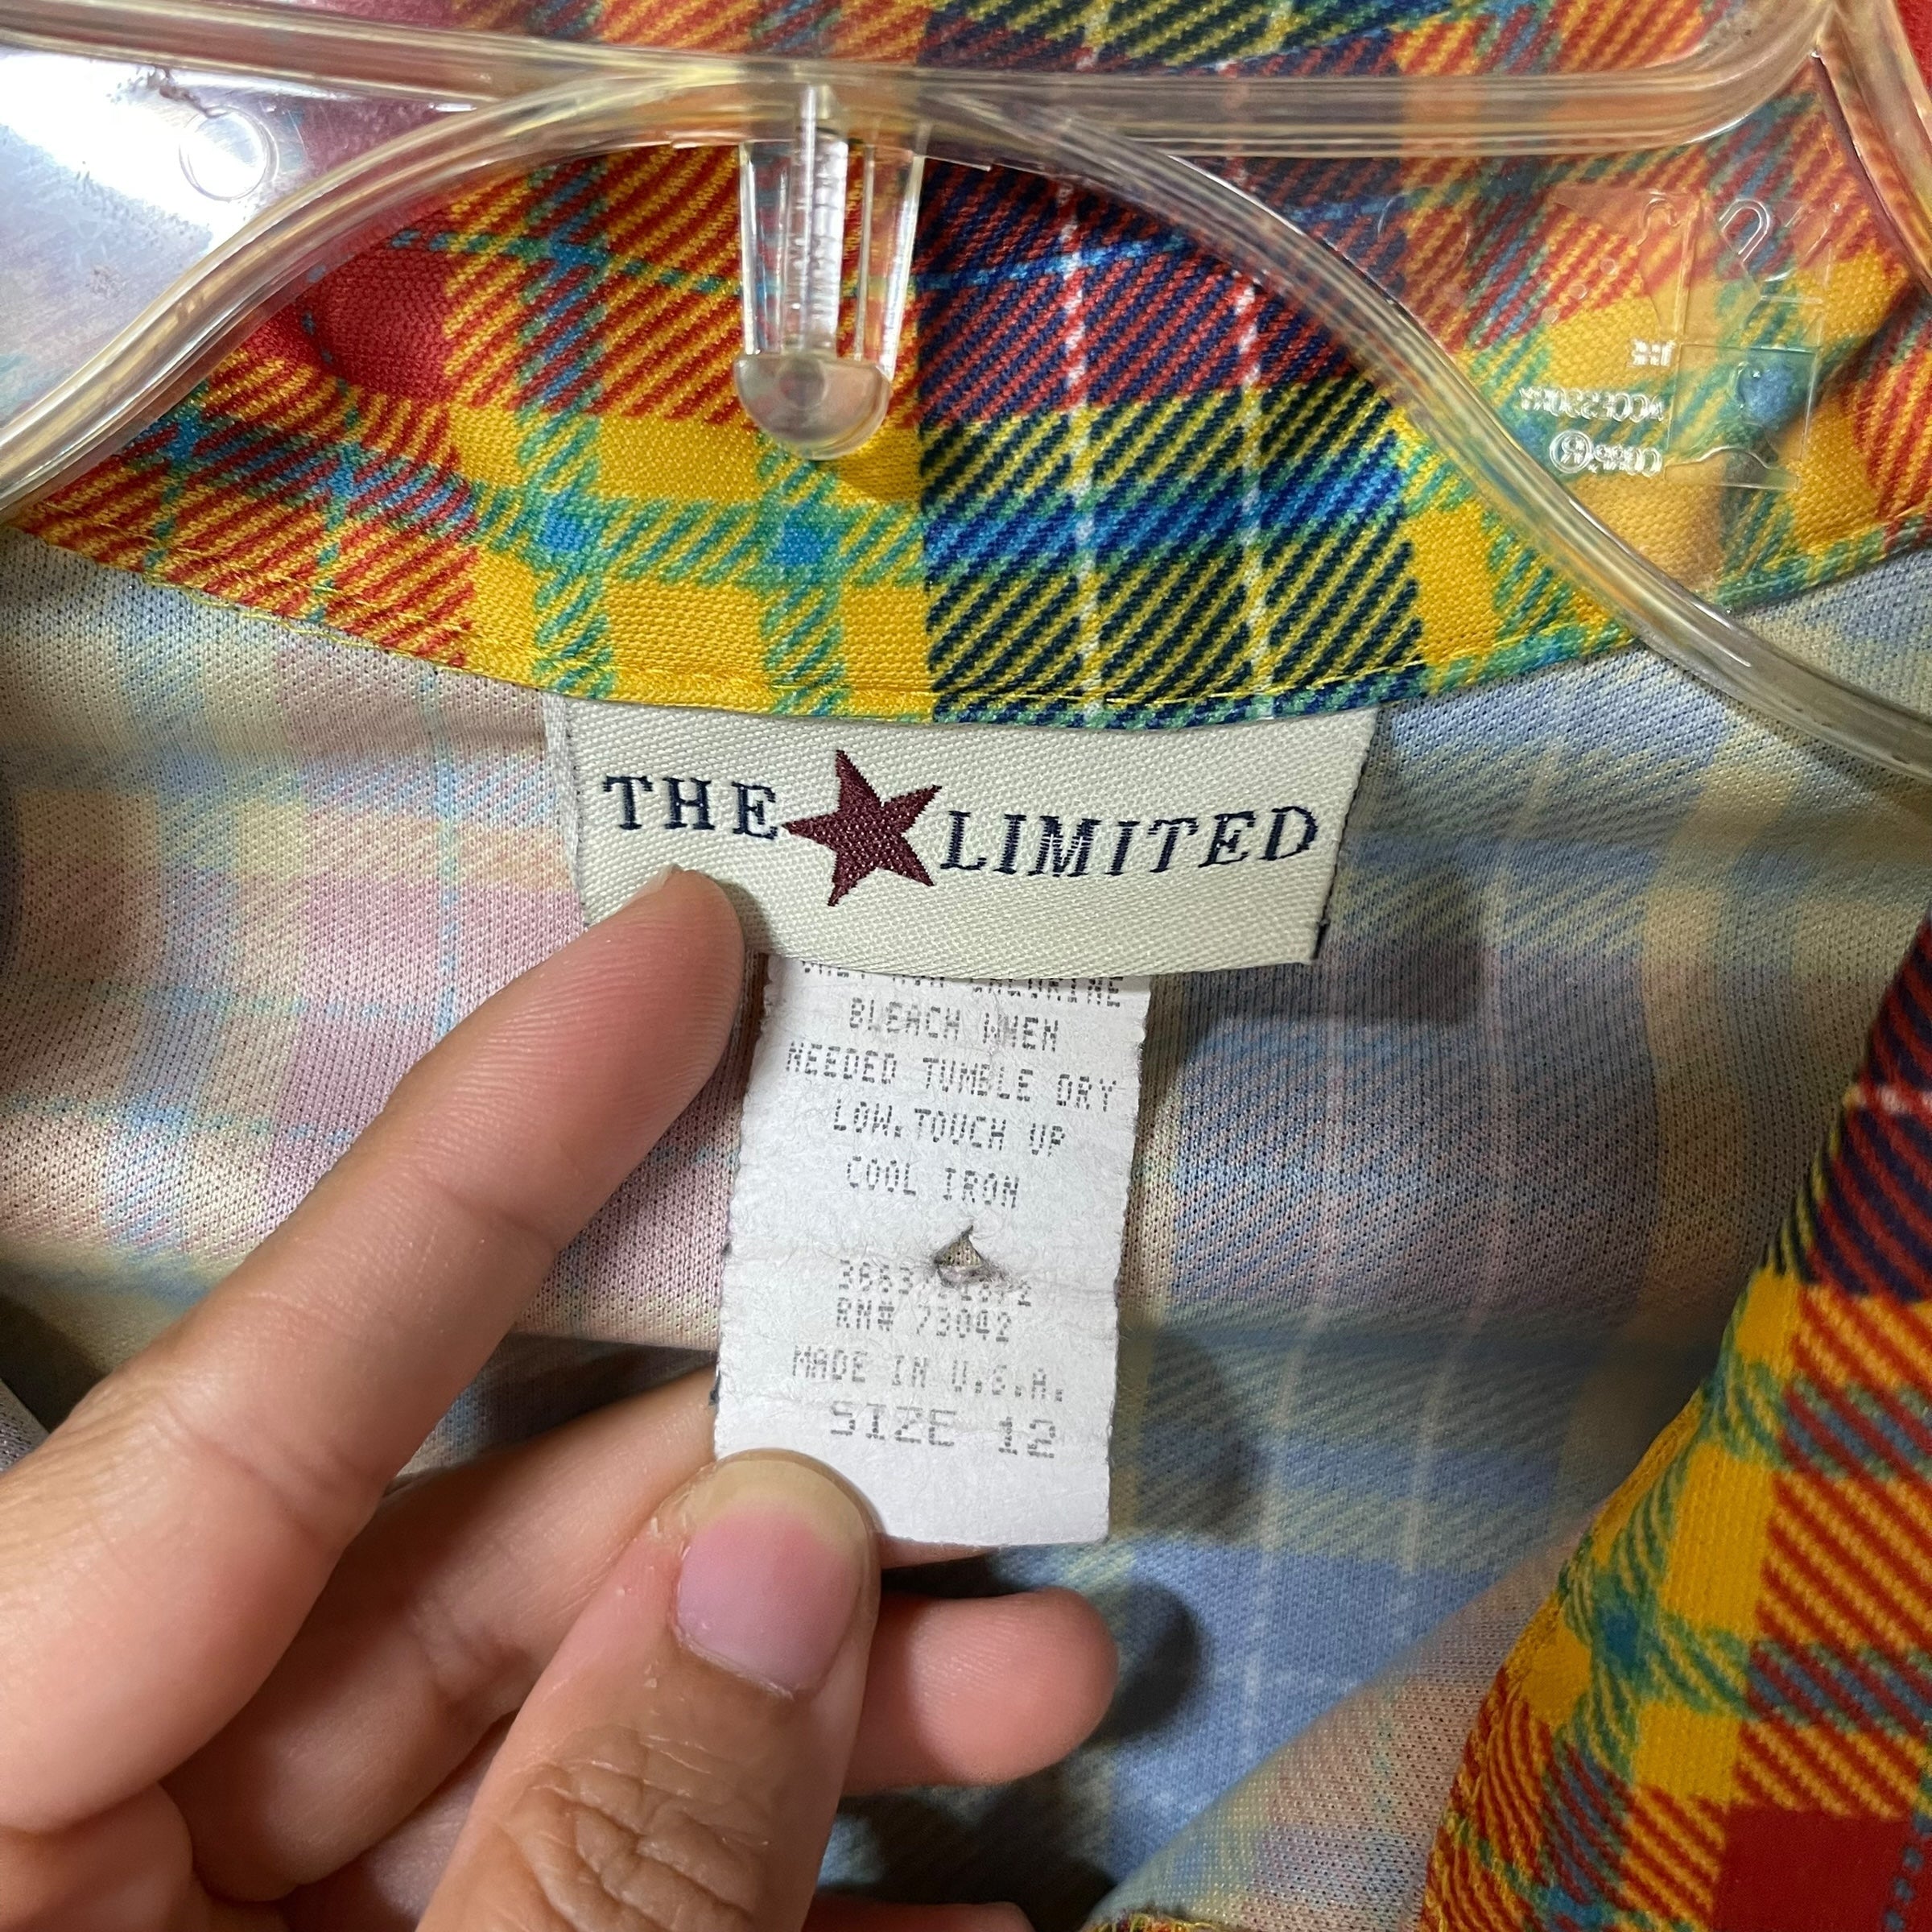 THE LIMITED
BLEACH WHEN
NEEDED TUMBLE DRY
LOW.TOUCH UP
COOL IRON
RN# 73042
MADE IN U.S.A.
SIZE 12